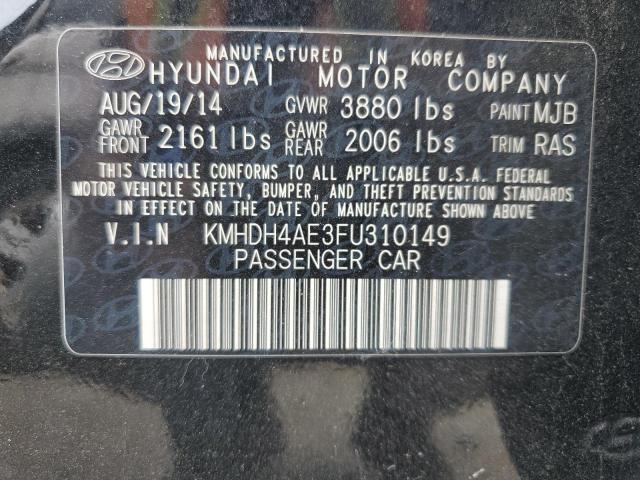 MANUFACTURED IN KOREA BY
HYUNDAI MOTOR COMPANY
AUG/19/14 GVWR 3880 lbs PAINT MJB
GAWR FRONT 2161 lbs GAWR REAR 2006 lbs TRIM RAS
THIS VEHICLE CONFORMS TO ALL APPLICABLE U.S.A. FEDERAL
MOTOR VEHICLE SAFETY, BUMPER, AND THEFT PREVENTION STANDARDS
IN EFFECT ON THE DATE OF MANUFACTURE SHOWN ABOVE
V.I.N KMHDH4AE3FU310149
PASSENGER CAR